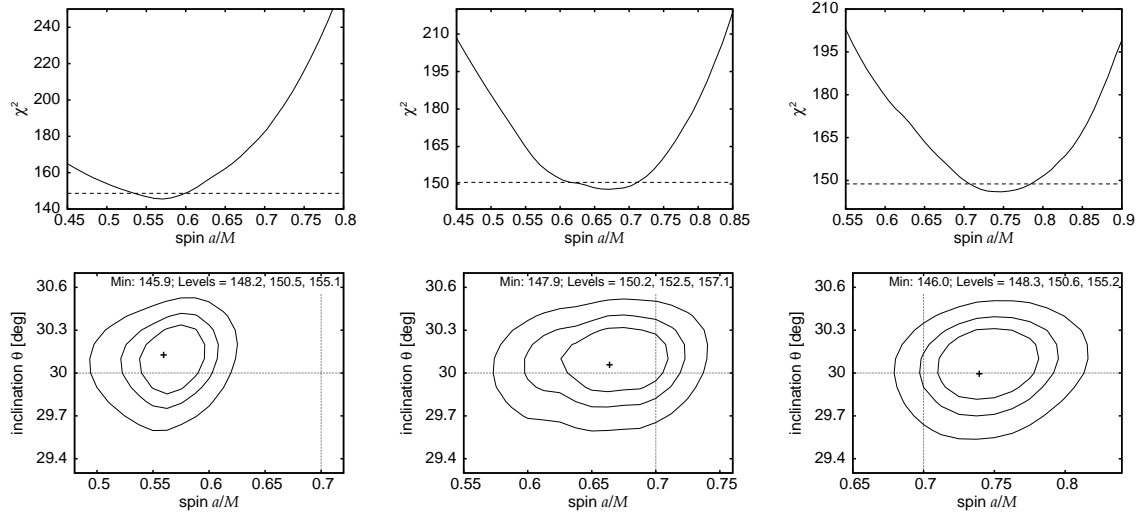 250
240
220
200
180
160
140
χ²
0.45 0.5 0.55 0.6 0.65 0.7 0.75 0.8
spin a/M
210
195
180
165
150
χ²
0.45 0.5 0.55 0.6 0.65 0.7 0.75 0.8 0.85
spin a/M
210
195
180
165
150
χ²
0.55 0.6 0.65 0.7 0.75 0.8 0.85 0.9
spin a/M
Min: 145.9; Levels = 148.2, 150.5, 155.1
30.6
30.3
30
29.7
29.4
inclination θ [deg]
0.5 0.55 0.6 0.65 0.7
spin a/M
Min: 147.9; Levels = 150.2, 152.5, 157.1
30.6
30.3
30
29.7
29.4
inclination θ [deg]
0.55 0.6 0.65 0.7 0.75
spin a/M
Min: 146.0; Levels = 148.3, 150.6, 155.2
30.6
30.3
30
29.7
29.4
inclination θ [deg]
0.65 0.7 0.75 0.8
spin a/M